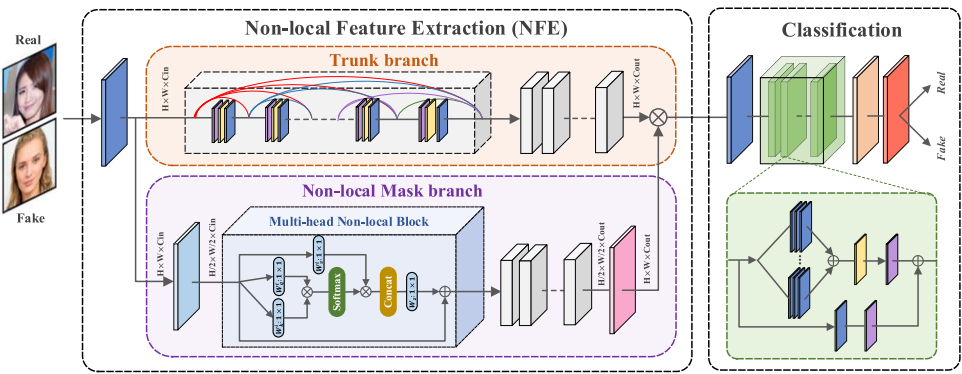 Real
Fake
Non-local Feature Extraction (NFE)
Trunk branch
H×W×Cin
H×W×Cout
Non-local Mask branch
H×W×Cin
H/2×W/2×Cin
Multi-head Non-local Block
Softmax
Concat
H/2×W/2×Cout
H×W×Cout
Classification
Real
Fake